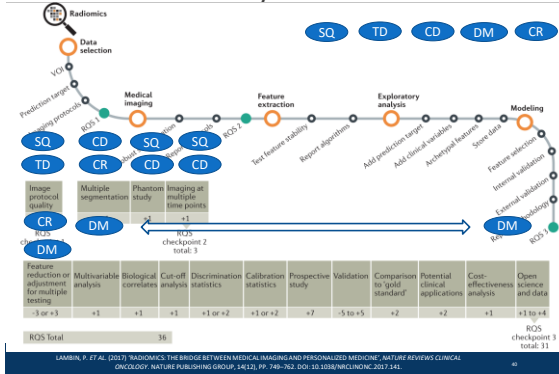 Radiomics
SQ TD CD DM CR
Data
selection
VOI
Prediction target
Medical
imaging
Feature
extraction
Exploratory
analysis
Modeling
RQS 1
RQS 2
Test feature stability
Report algorithms
Add prediction target
Add clinical variables
Archetypal features
Store data
Feature selection
Internal validation
External validation
RQS 3
SQ CD SQ SQ
TD CR CD CD
Image
protocol
quality
Multiple
segmentation
Phantom
study
Imaging at
multiple
time points
+1
CR
DM
DM
DM
RQS
checkpoint 2
total: 3
Feature
reduction or
adjustment
for multiple
testing
Multivariable
analysis
Biological
correlates
Cut-off
analysis
Discrimination
statistics
Calibration
statistics
Prospective
study
Validation
Comparison
to 'gold
standard'
Potential
clinical
applications
Cost-
effectiveness
analysis
Open
science
and data
-3 or +3 +1 +1 +1 +1 or +2 +1 or +2 +7 -5 to +5 +2 +2 +1 +1 to +4
RQS
checkpoint 3
total: 31
RQS Total 36
LAMBIN, P. ET AL. (2017) 'RADIOMICS: THE BRIDGE BETWEEN MEDICAL IMAGING AND PERSONALIZED MEDICINE', NATURE REVIEWS CLINICAL
ONCOLOGY. NATURE PUBLISHING GROUP, 14(12), PP. 749–762. DOI: 10.1038/NRCLINONC.2017.141.
40